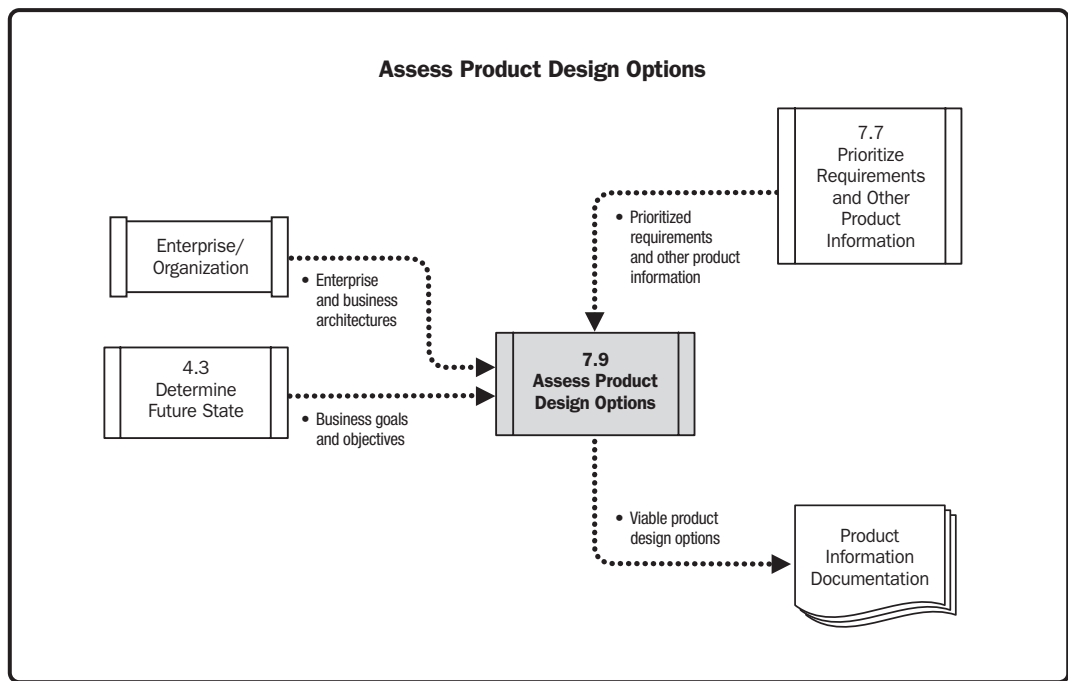 Assess Product Design Options
7.7
Prioritize
Requirements
and Other
Product
Information
• Prioritized
requirements
and other product
information
Enterprise/
Organization
• Enterprise
and business
architectures
4.3
Determine
Future State
• Business goals
and objectives
7.9
Assess Product
Design Options
• Viable product
design options
Product
Information
Documentation